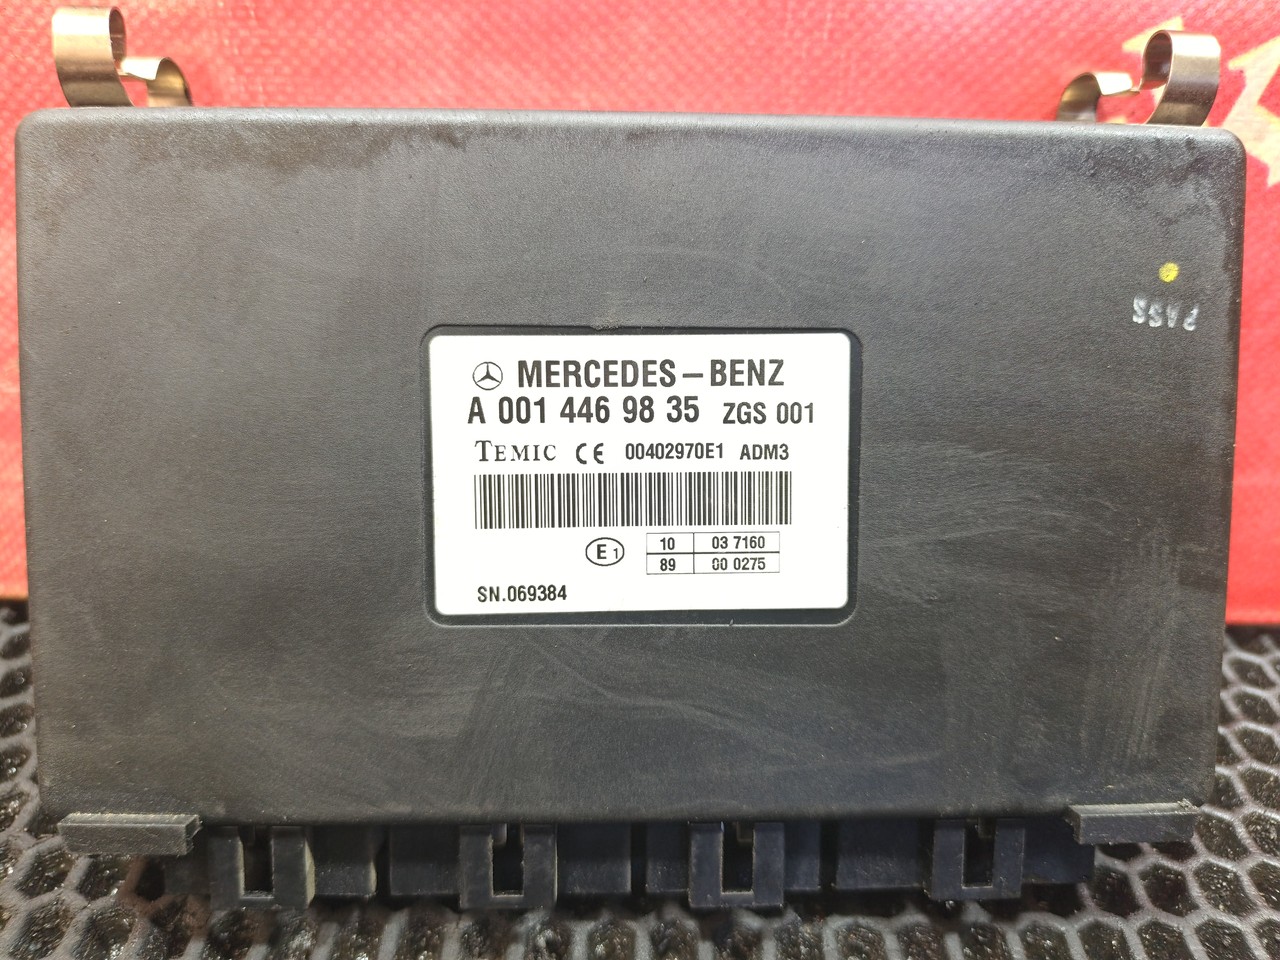 MERCEDES-BENZ
A 001 446 98 35 ZGS 001
TEMIC CE 00402970E1 ADM3
E1 10 03 7160
89 00 0275
SN.069384
PASS